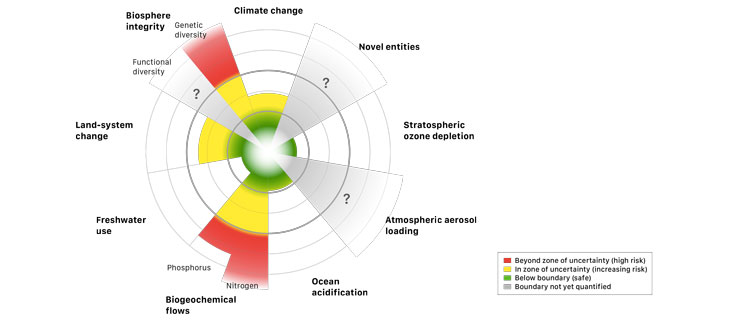 Climate change
Biosphere
integrity
Genetic
diversity
Novel entities
Functional
diversity
?
?
Land-system
change
Stratospheric
ozone depletion
?
Freshwater
use
Atmospheric aerosol
loading
Phosphorus
Nitrogen
Biogeochemical
flows
Ocean
acidification
Beyond zone of uncertainty (high risk)
In zone of uncertainty (increasing risk)
Below boundary (safe)
Boundary not yet quantified